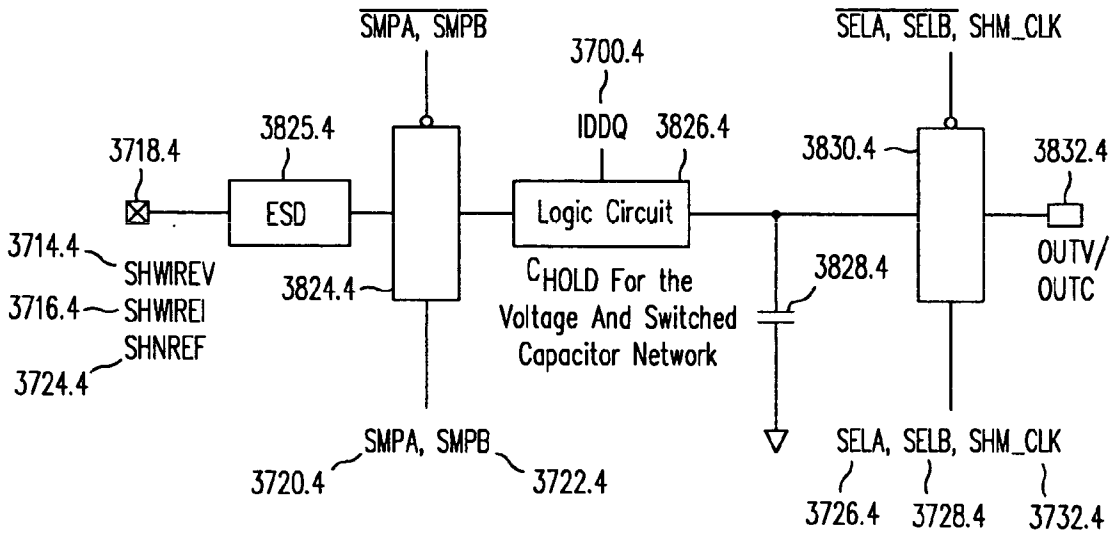 SMPA, SMPB
SELA, SELB, SHM_CLK
3700.4
IDDQ
3825.4
3826.4
3830.4
3832.4
3718.4
ESD
Logic Circuit
3714.4
SHWIREV
3824.4
CHOLD For the
Voltage And Switched
Capacitor Network
3828.4
OUTV/
OUTC
3716.4
SHWIREI
SHNREF
3724.4
SMPA, SMPB
3720.4
3722.4
SELA, SELB, SHM_CLK
3726.4
3728.4
3732.4